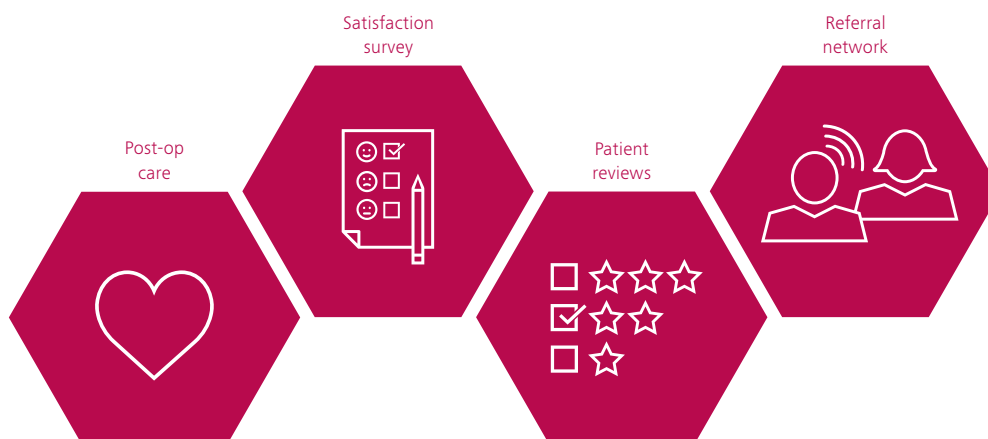 Post-op
care
Satisfaction
survey
Patient
reviews
Referral
network